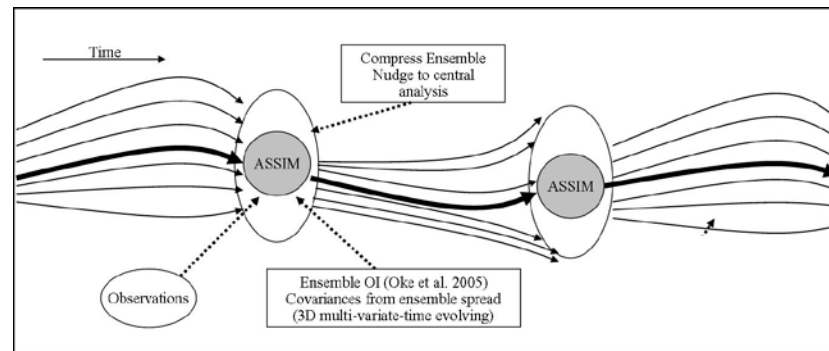 Time
Compress Ensemble
Nudge to central
analysis
ASSIM
ASSIM
Observations
Ensemble OI (Oke et al. 2005)
Covariances from ensemble spread
(3D multi-variate-time evolving)